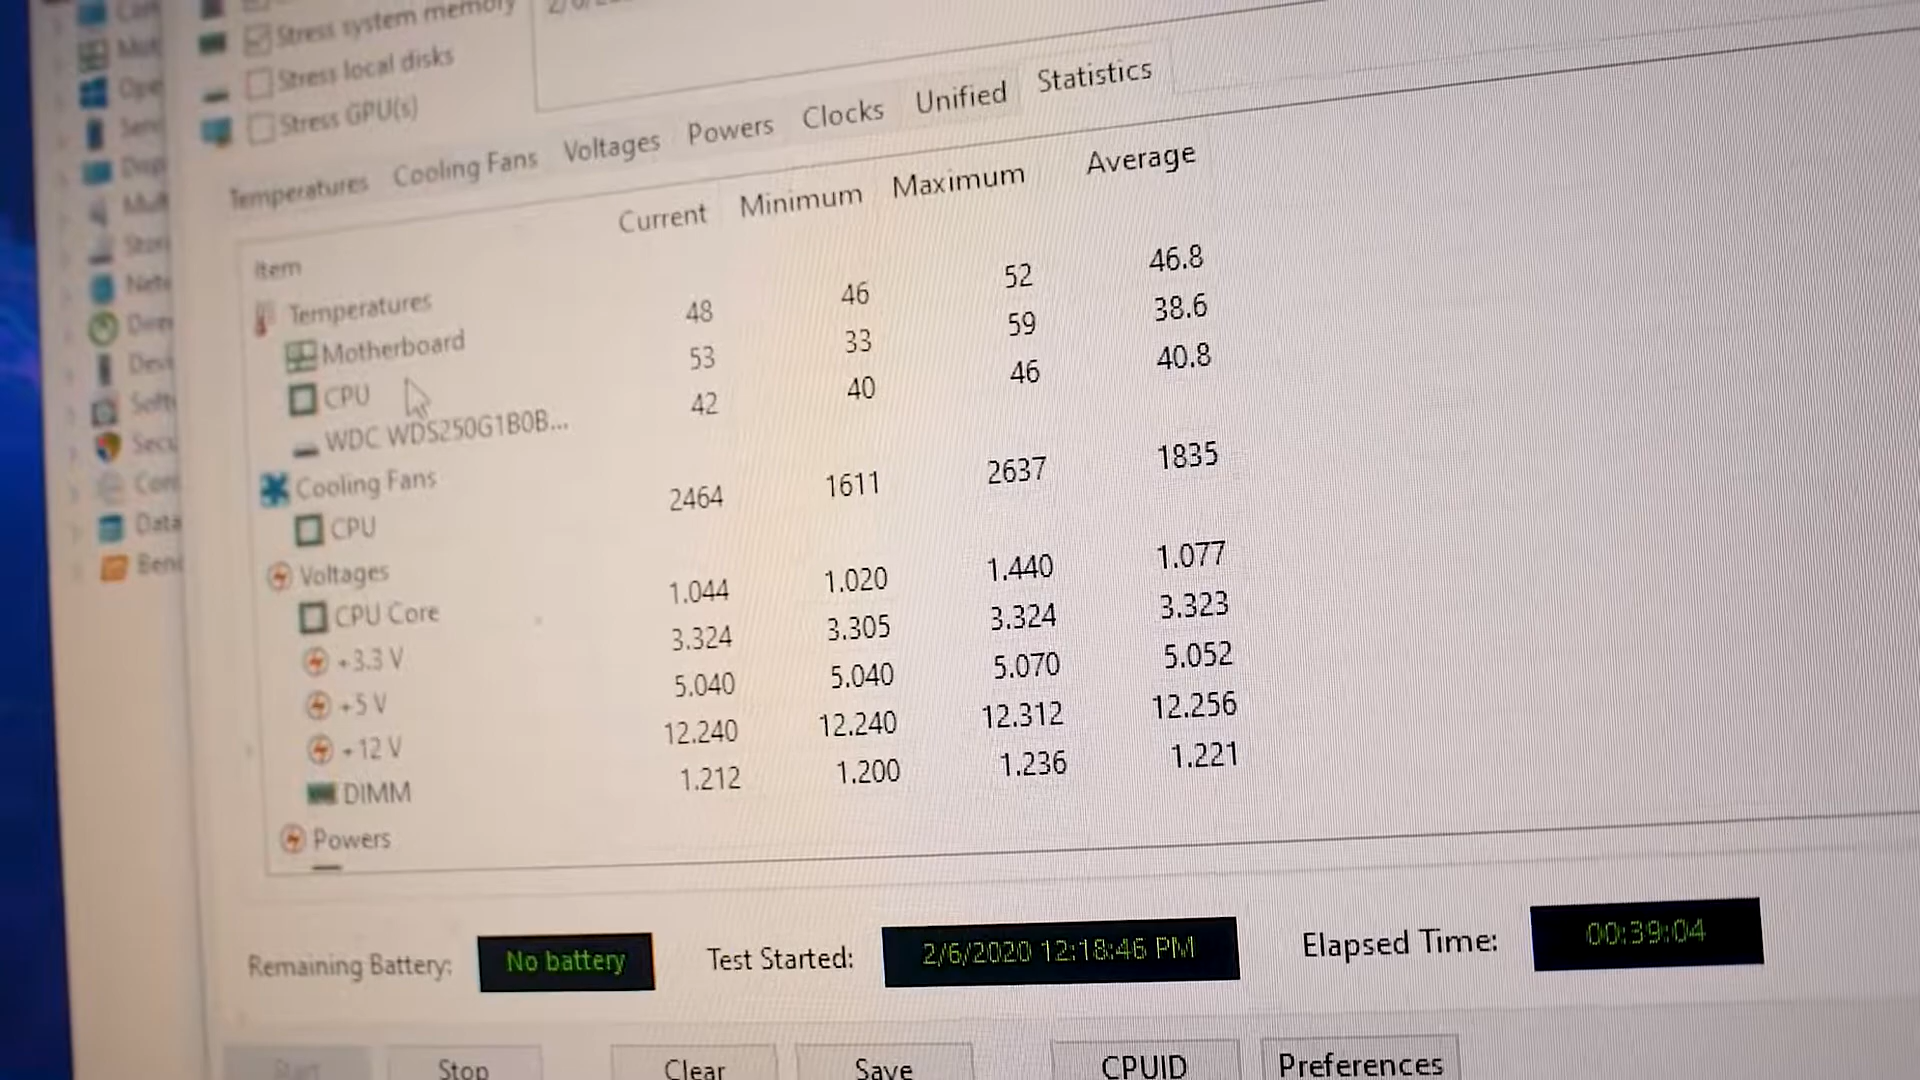 Stress system memory
Stress local disks
Stress GPU(s)
Temperatures Cooling Fans Voltages Powers Clocks Unified Statistics
Item Current Minimum Maximum Average
Temperatures
Motherboard 48 46 52 46.8
CPU 53 33 59 38.6
WDC WDS250G1B0B... 42 40 46 40.8
Cooling Fans
CPU 2464 1611 2637 1835
Voltages
CPU Core 1.044 1.020 1.440 1.077
+3.3 V 3.324 3.305 3.324 3.323
+5 V 5.040 5.040 5.070 5.052
+12 V 12.240 12.240 12.312 12.256
DIMM 1.212 1.200 1.236 1.221
Powers
Remaining Battery: No battery Test Started: 2/6/2020 12:18:46 PM Elapsed Time: 00:39:04
Start Stop Clear Save CPUID Preferences